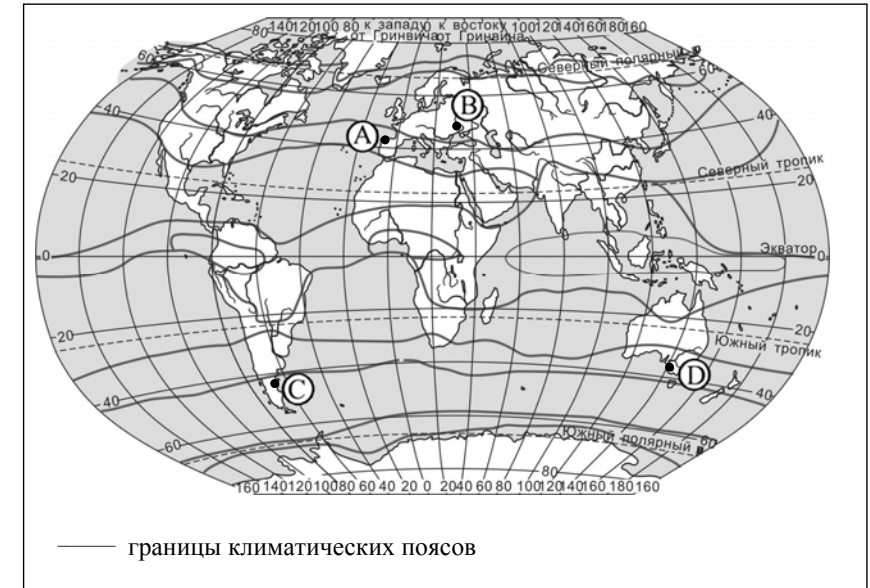 80 140 120 100 80 к западу 0 к востоку 100 120 140 160 180 160
от Гринвича от Гринвича
60 Северный полярный 60
B
40 A 40
Северный тропик
20 20
Экватор
0 0
20 20
Южный тропик
C D
40 40
60 Южный полярный 60
80
160 140 120 100 80 60 40 20 0 20 40 60 80 100 120 140 160 180 160
границы климатических поясов